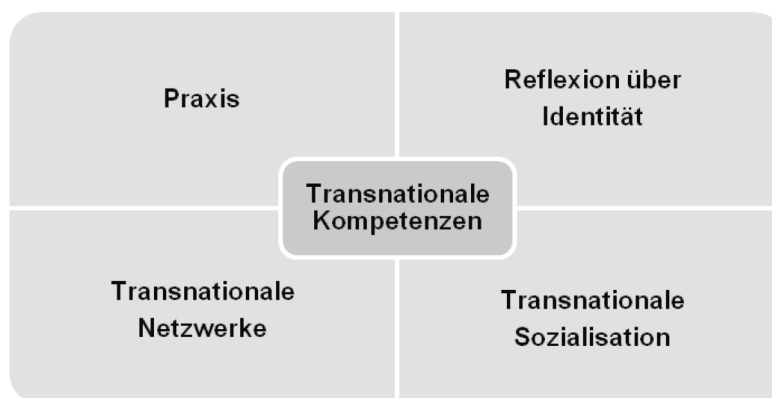 Praxis
Reflexion über
Identität
Transnationale
Kompetenzen
Transnationale
Netzwerke
Transnationale
Sozialisation